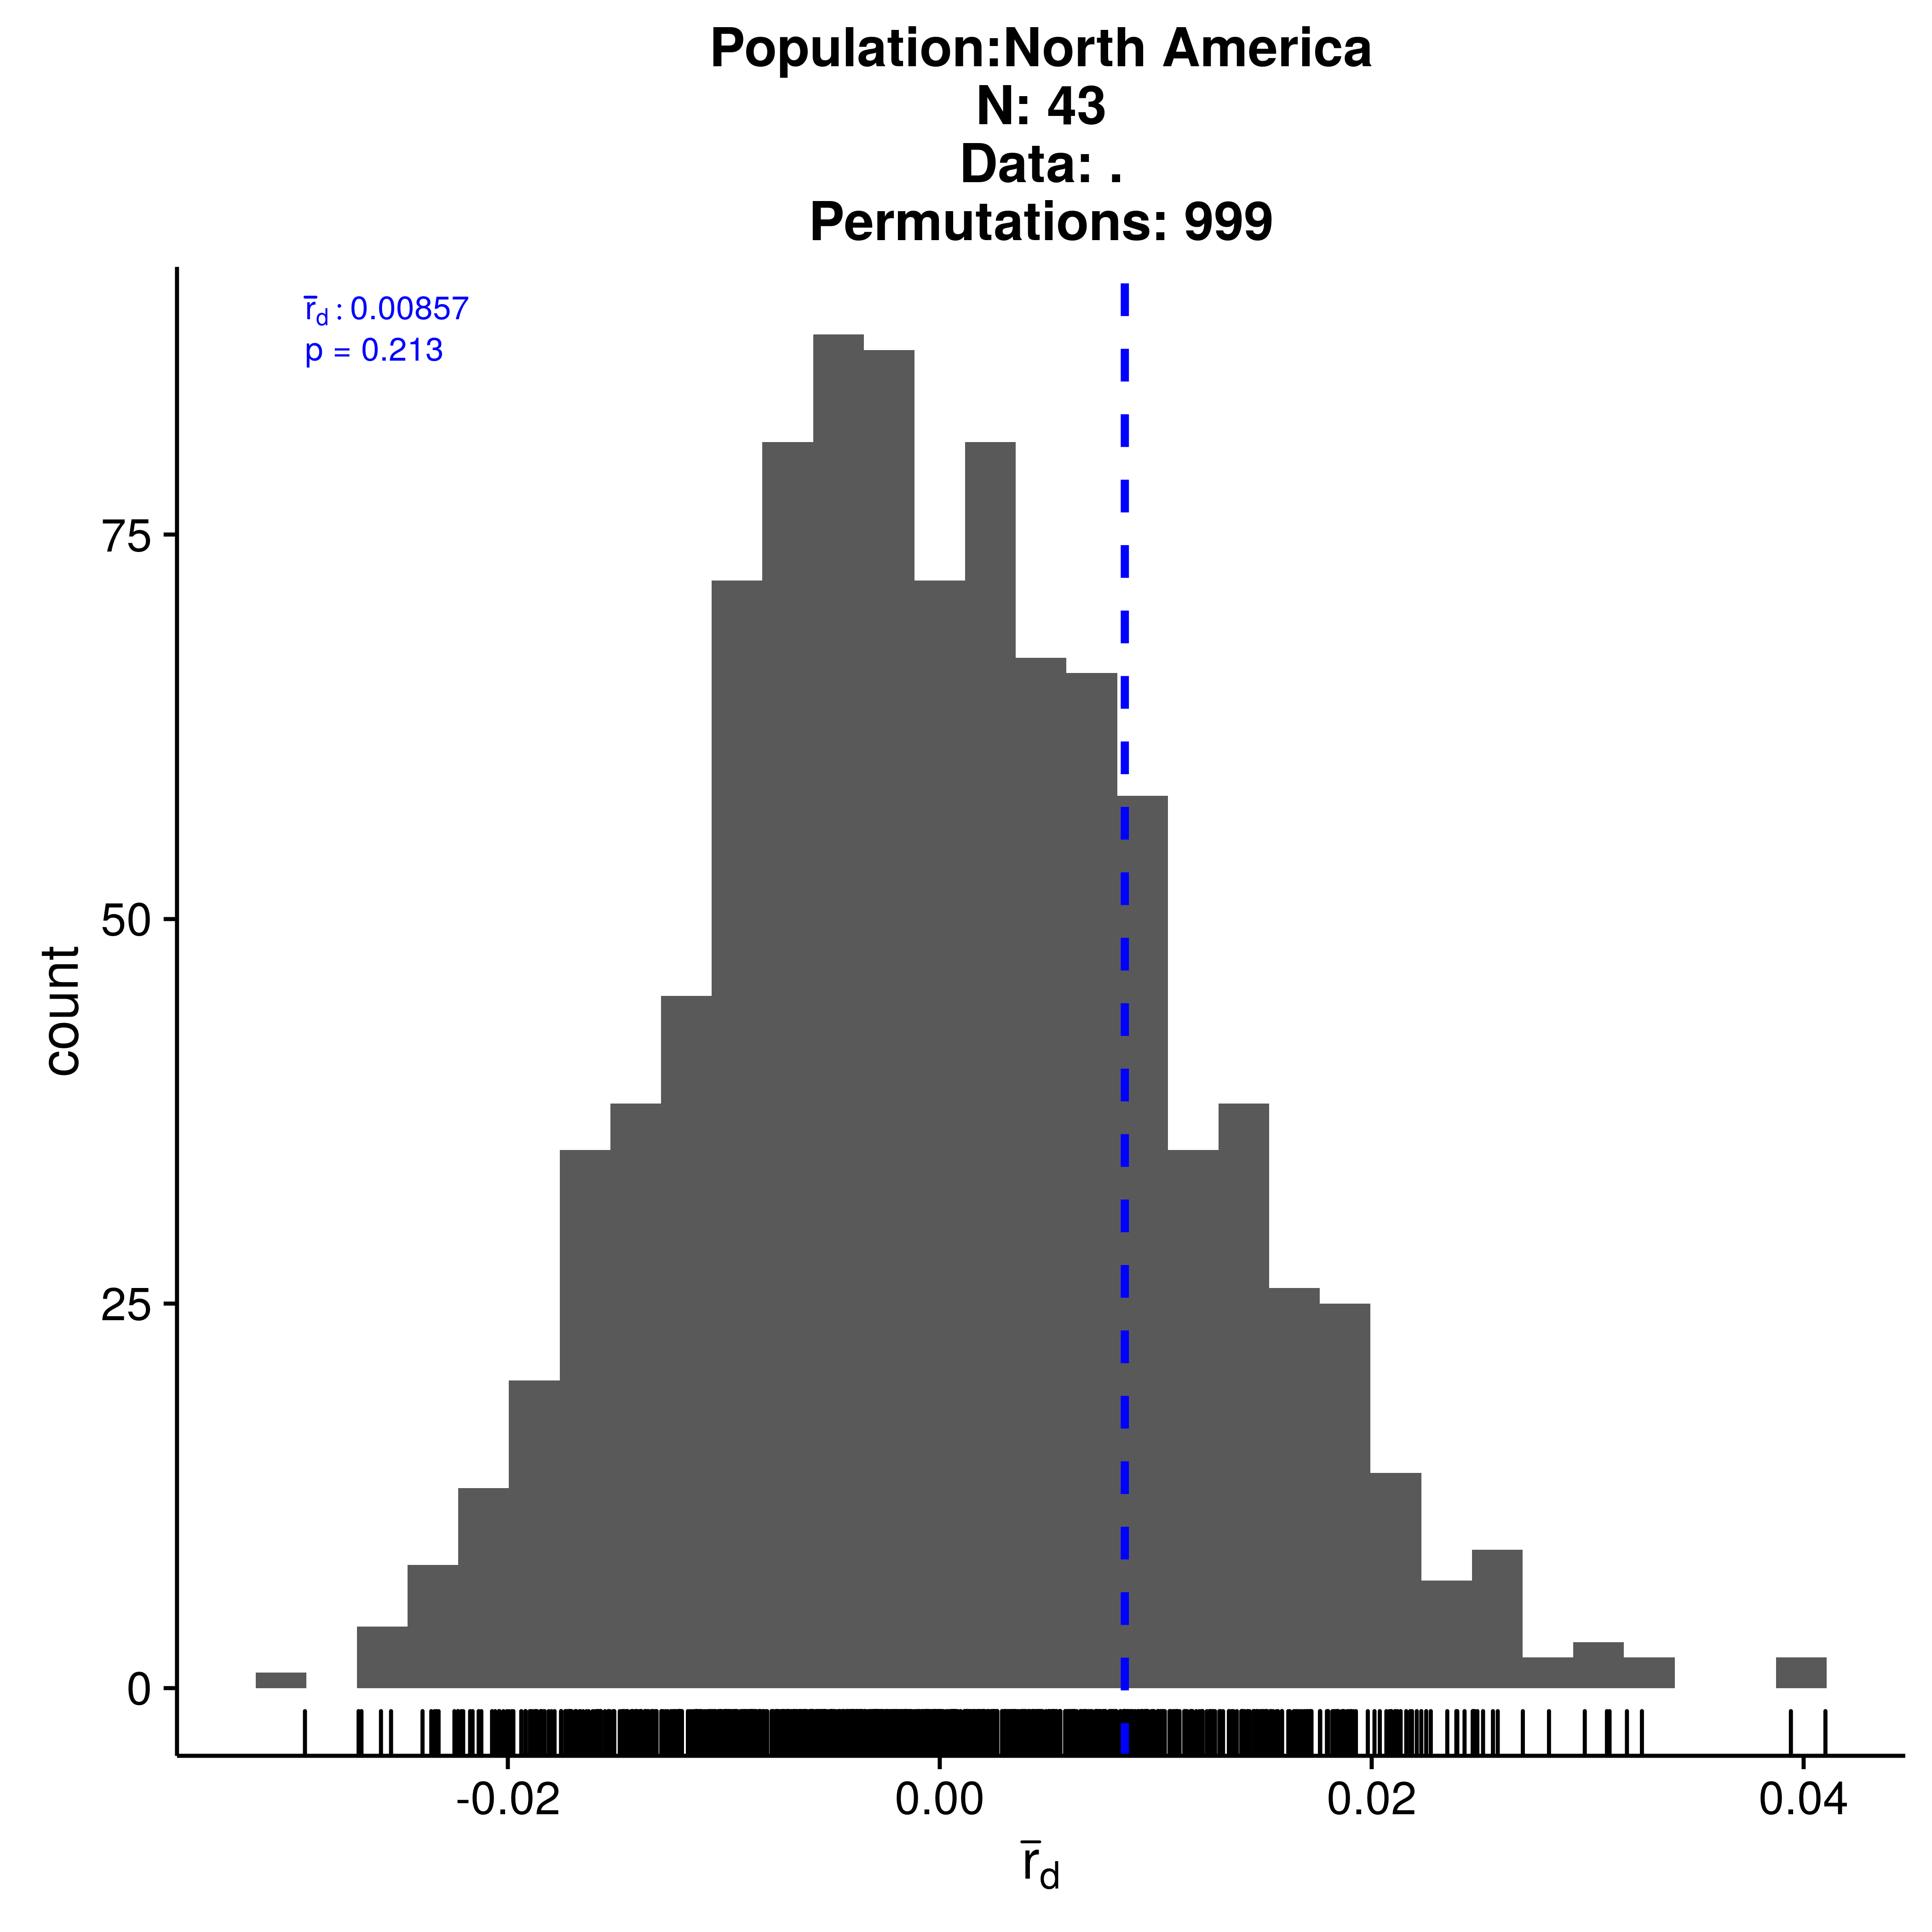 Population:North America
N: 43
Data: .
Permutations: 999
r̄d : 0.00857
p = 0.213
75
50
25
0
count
-0.02 0.00 0.02 0.04
r̄d